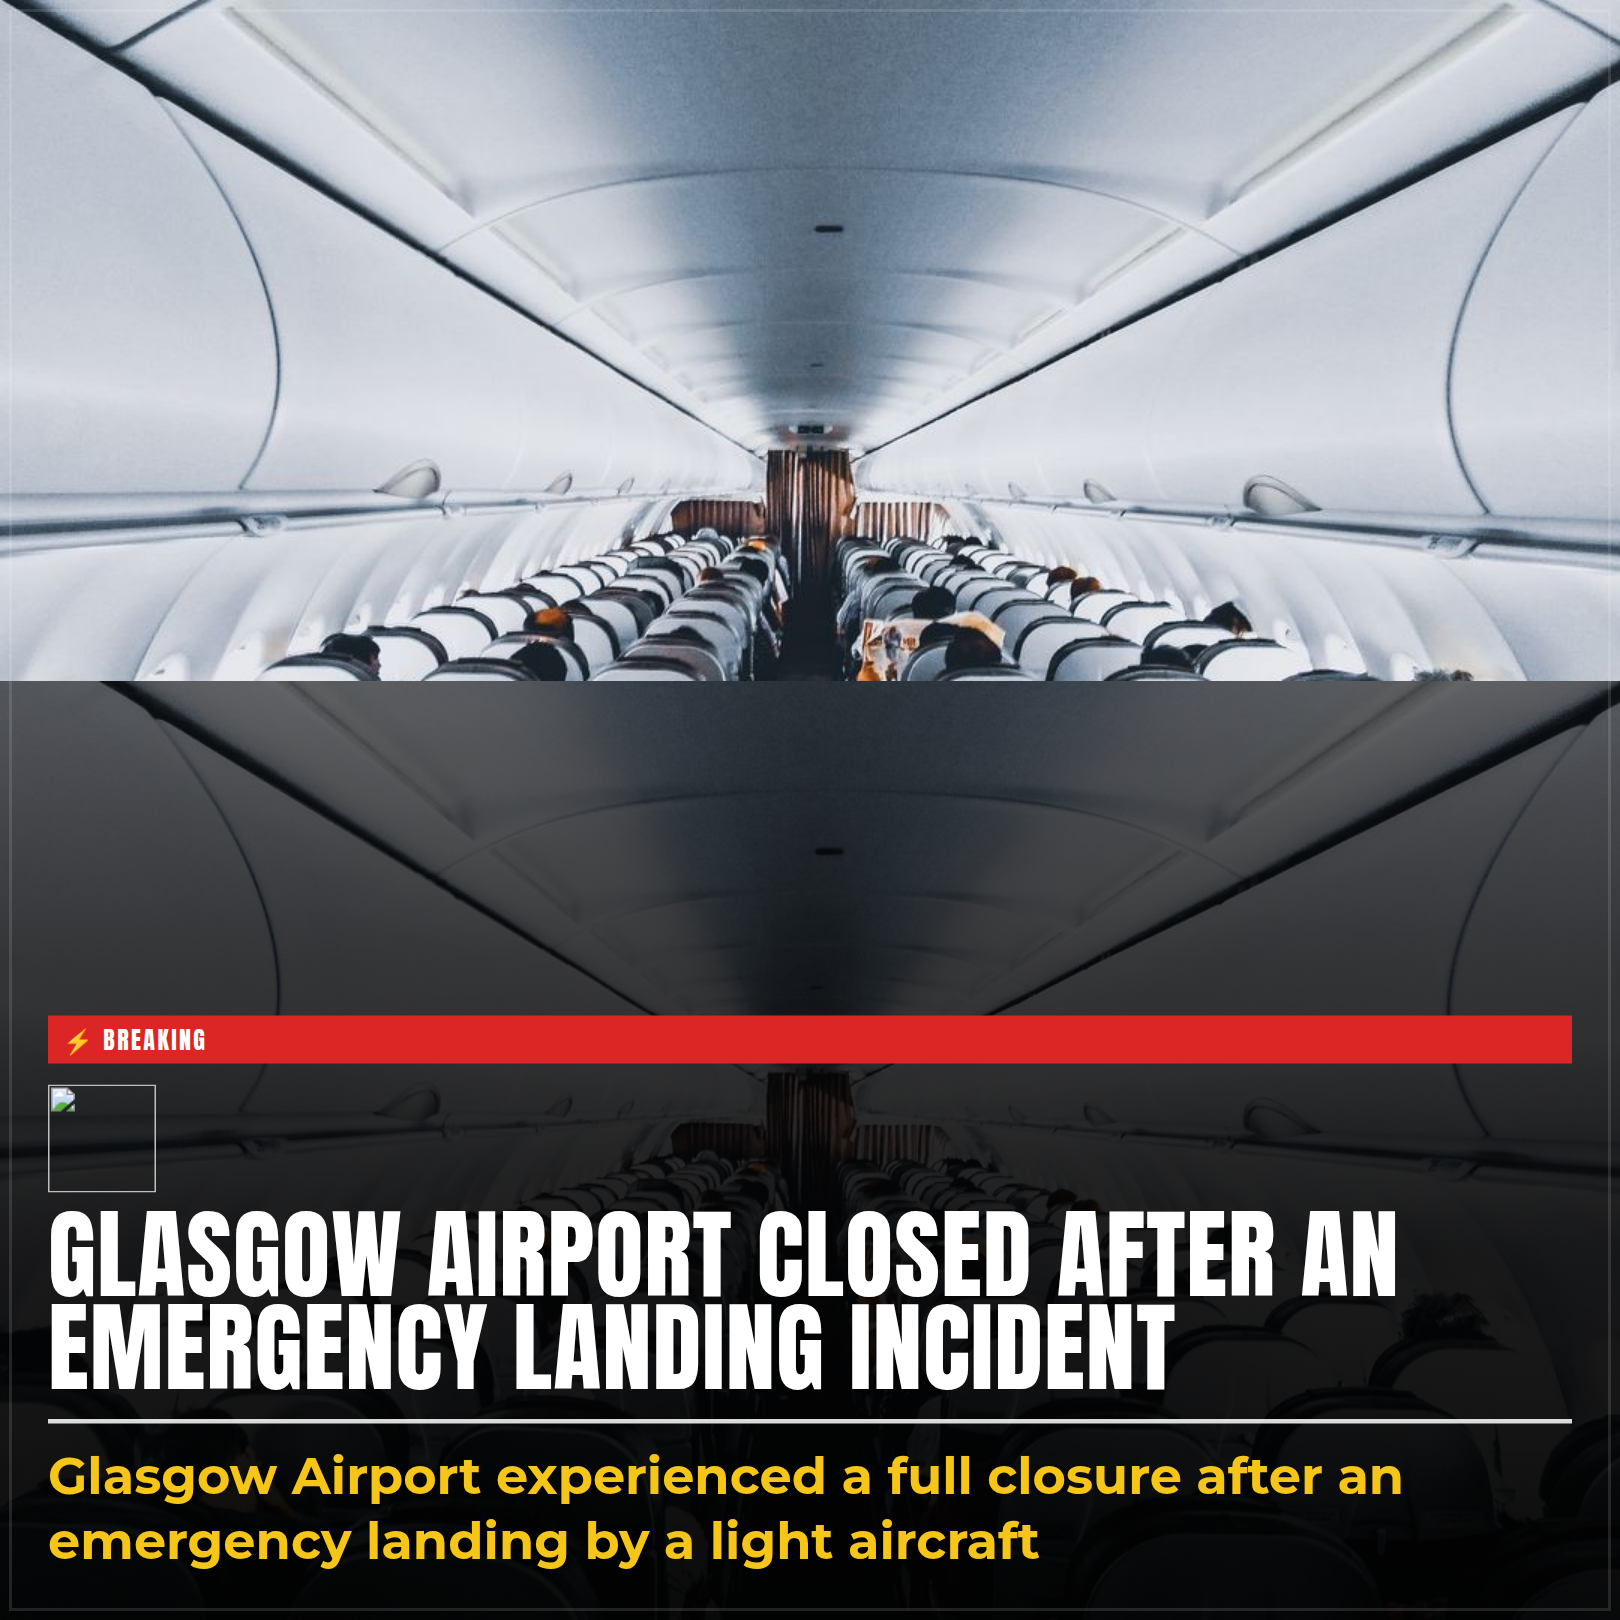 ⚡ BREAKING
GLASGOW AIRPORT CLOSED AFTER AN
EMERGENCY LANDING INCIDENT
Glasgow Airport experienced a full closure after an
emergency landing by a light aircraft